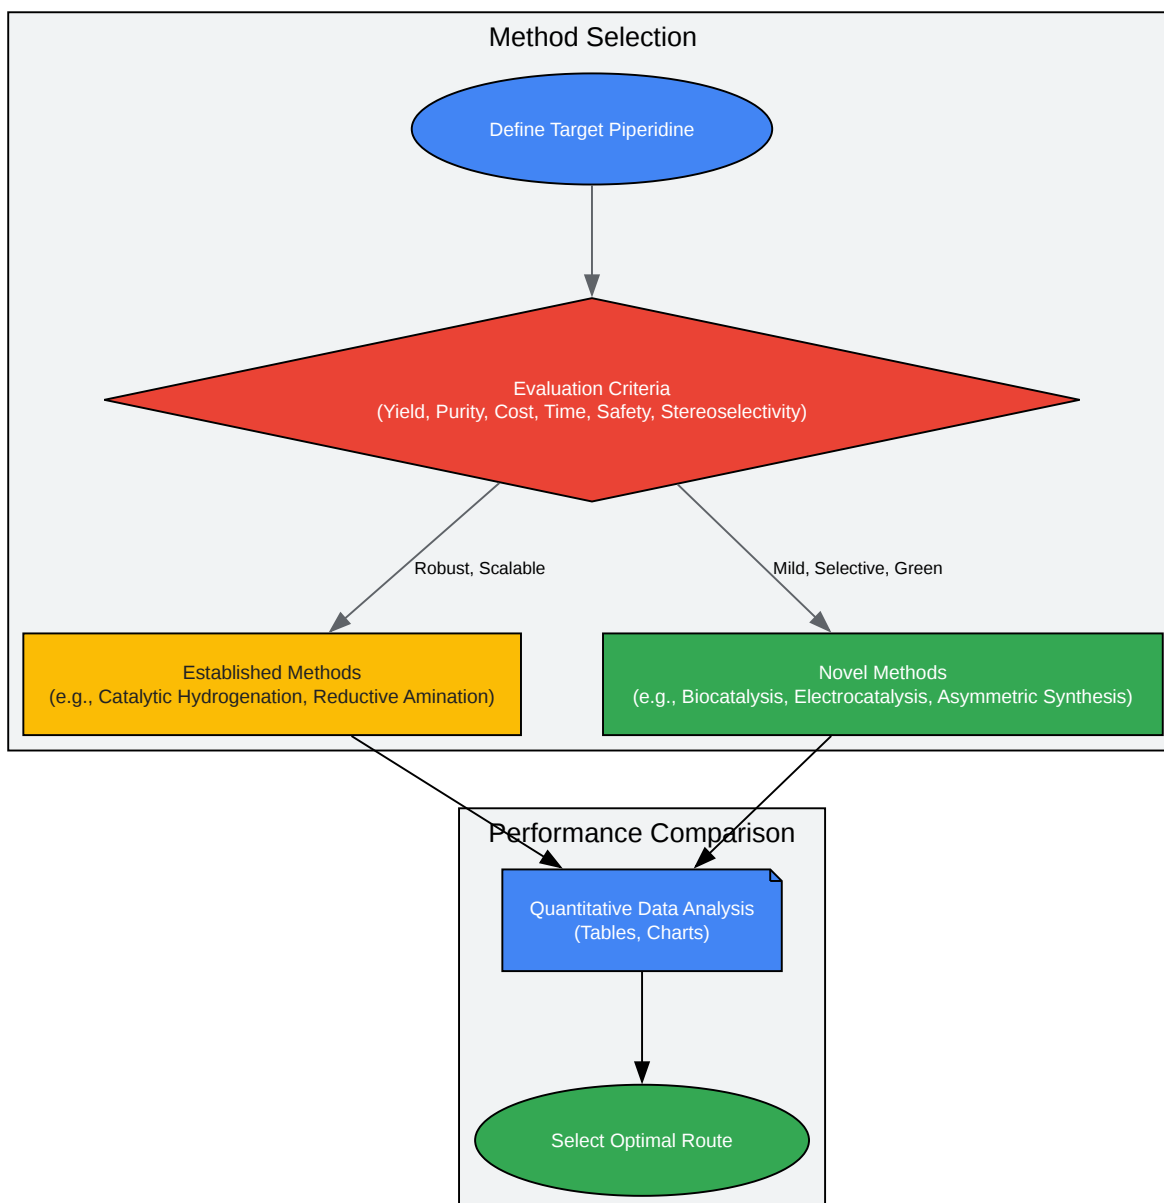 Method Selection
Define Target Piperidine
Evaluation Criteria
(Yield, Purity, Cost, Time, Safety, Stereoselectivity)
Robust, Scalable
Mild, Selective, Green
Established Methods
(e.g., Catalytic Hydrogenation, Reductive Amination)
Novel Methods
(e.g., Biocatalysis, Electrocatalysis, Asymmetric Synthesis)
Performance Comparison
Quantitative Data Analysis
(Tables, Charts)
Select Optimal Route